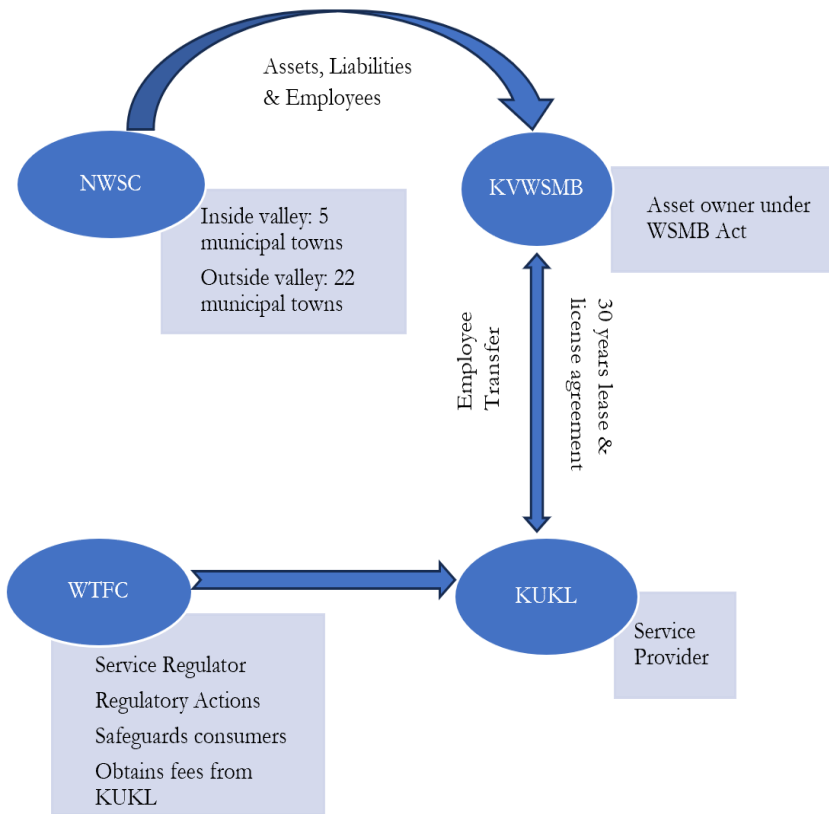 Assets, Liabilities
& Employees
NWSC
KVWSMB
Inside valley: 5
municipal towns
Outside valley: 22
municipal towns
Asset owner under
WSMB Act
Employee
Transfer
30 years lease &
license agreement
WTFC
KUKL
Service Regulator
Regulatory Actions
Safeguards consumers
Obtains fees from
KUKL
Service
Provider